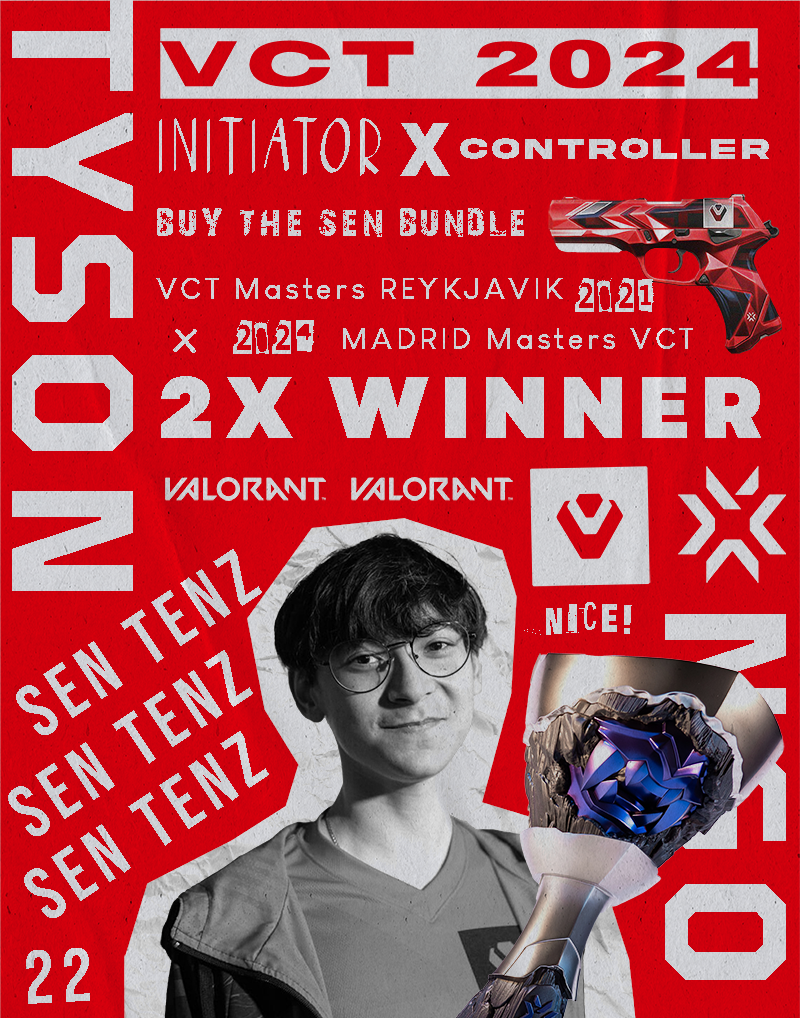 TYSON
VCT 2024
INITIATOR X CONTROLLER
BUY THE SEN BUNDLE
VCT Masters REYKJAVIK 2021
X 2024 MADRID Masters VCT
2X WINNER
VALORANT VALORANT
NICE!
SEN TENZ
SEN TENZ
SEN TENZ
22